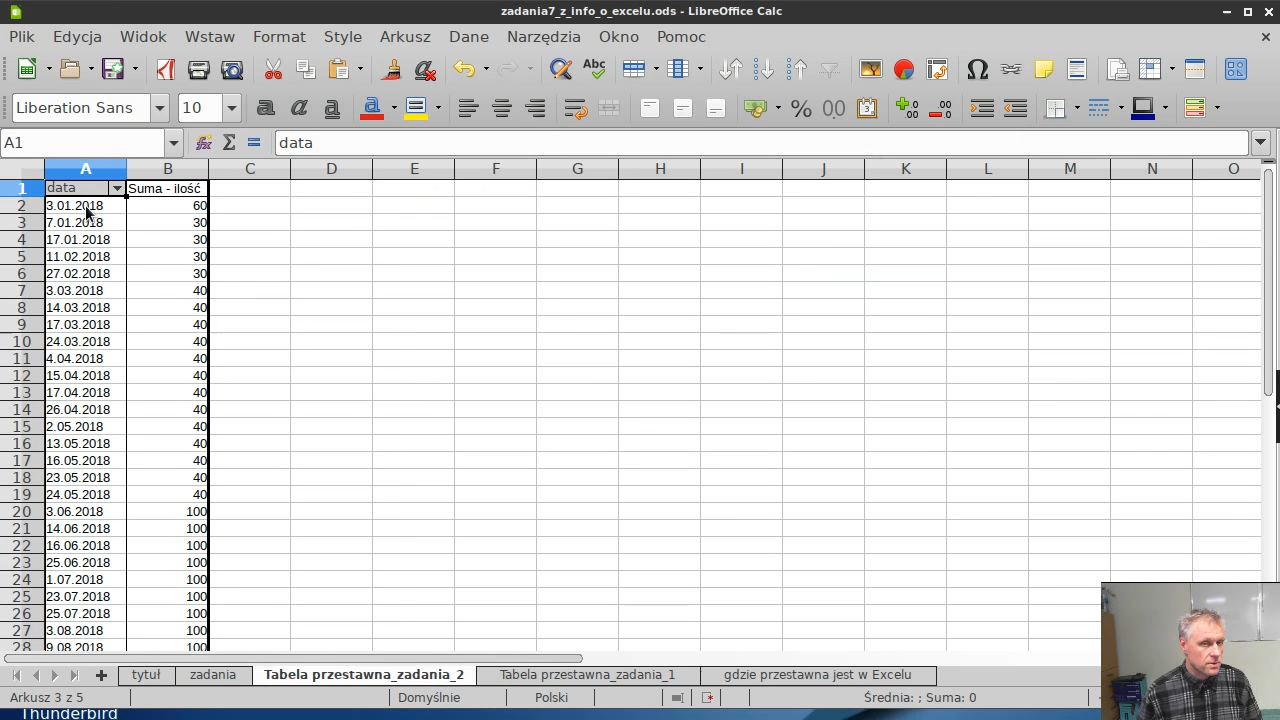 zadania7_z_info_o_excelu.ods - LibreOffice Calc
Plik Edycja Widok Wstaw Format Style Arkusz Dane Narzędzia Okno Pomoc
Liberation Sans 10
A1 data
A B C D E F G H I J K L M N O
1 data Suma - ilość
2 3.01.2018 60
3 7.01.2018 30
4 17.01.2018 30
5 11.02.2018 30
6 27.02.2018 30
7 3.03.2018 40
8 14.03.2018 40
9 17.03.2018 40
10 24.03.2018 40
11 4.04.2018 40
12 15.04.2018 40
13 17.04.2018 40
14 26.04.2018 40
15 2.05.2018 40
16 13.05.2018 40
17 16.05.2018 40
18 23.05.2018 40
19 24.05.2018 40
20 3.06.2018 100
21 14.06.2018 100
22 16.06.2018 100
23 25.06.2018 100
24 1.07.2018 100
25 23.07.2018 100
26 25.07.2018 100
27 3.08.2018 100
28 9.08.2018 100
tytuł zadania Tabela przestawna_zadania_2 Tabela przestawna_zadania_1 gdzie przestawna jest w Excelu
Arkusz 3 z 5 Domyślnie Polski Średnia: ; Suma: 0
Thunderbird